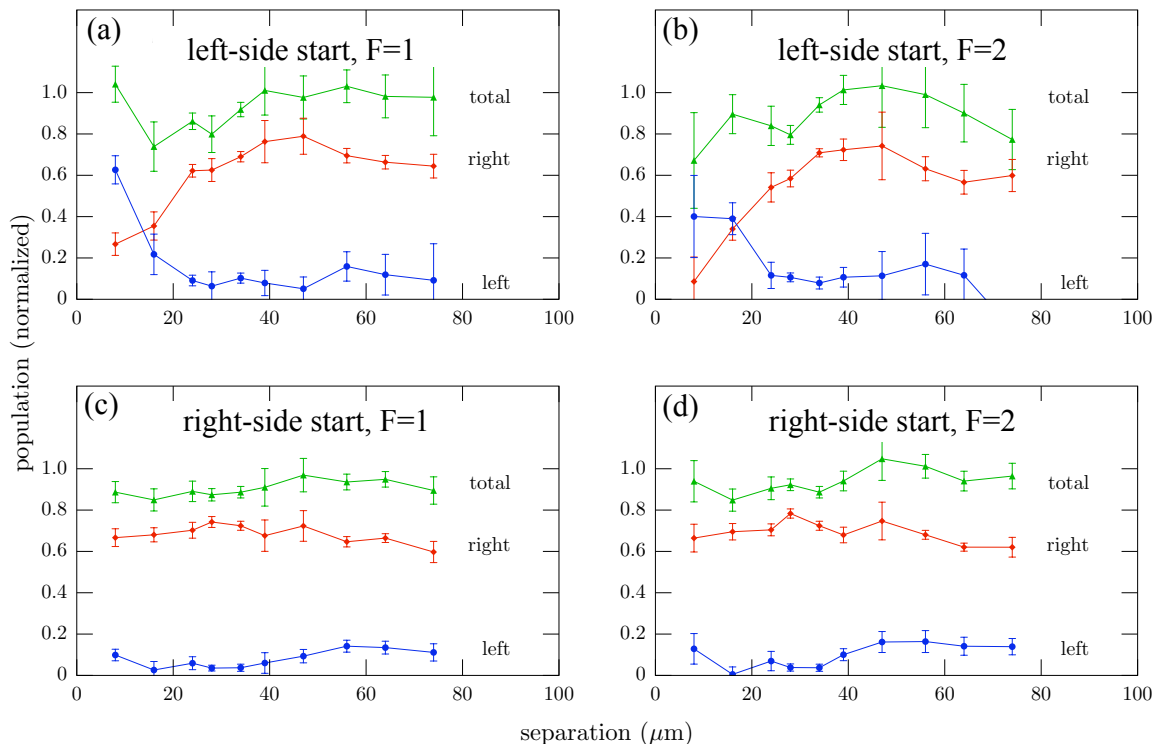 (a)
left-side start, F=1
1.0
0.8
0.6
0.4
0.2
0
0
20
40
60
80
100
total
right
left
(b)
left-side start, F=2
1.0
0.8
0.6
0.4
0.2
0
0
20
40
60
80
100
total
right
left
population (normalized)
(c)
right-side start, F=1
1.0
0.8
0.6
0.4
0.2
0
0
20
40
60
80
100
total
right
left
(d)
right-side start, F=2
1.0
0.8
0.6
0.4
0.2
0
0
20
40
60
80
100
total
right
left
separation (μm)